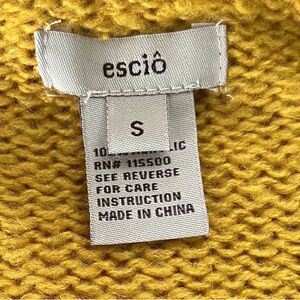 esciô
S
RN# 115500
SEE REVERSE
FOR CARE
INSTRUCTION
MADE IN CHINA